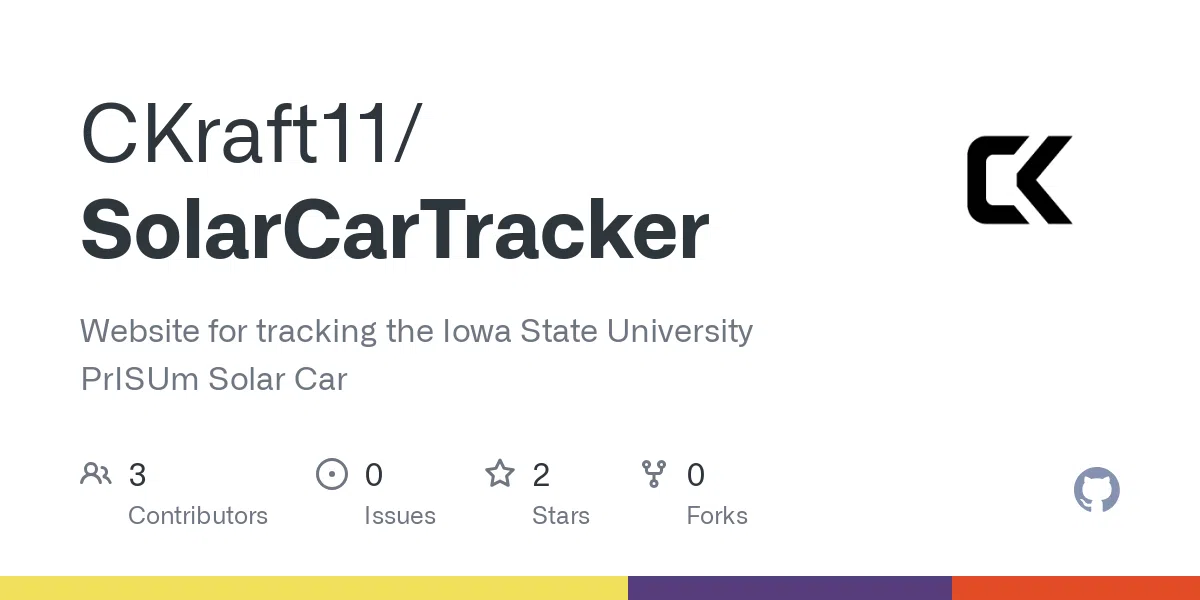 CKraft11/
SolarCarTracker
CK
Website for tracking the Iowa State University
PrISUm Solar Car
3 0 2 0
Contributors Issues Stars Forks